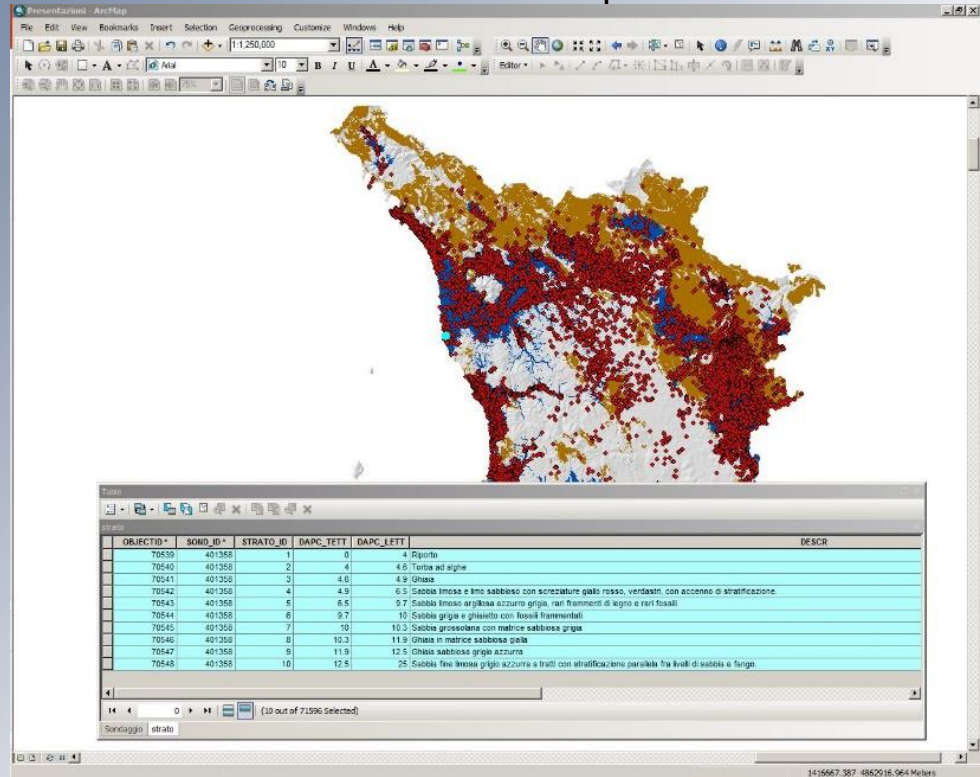 Presentazioni - ArcMap
File Edit View Bookmarks Insert Selection Geoprocessing Customize Windows Help
1:1,250,000
Arial 10 B I U A
Editor
Table
strato
OBJECTID * SOND_ID * STRATO_ID DAPC_TETT DAPC_LETT DESCR
70539 401358 1 0 4 Riporto
70540 401358 2 4 4.6 Torba ad alghe
70541 401358 3 4.6 4.9 Ghiaia
70542 401358 4 4.9 6.5 Sabbia limosa e limo sabbioso con screziature giallo rosso, verdastri, con accenno di stratificazione.
70543 401358 5 6.5 9.7 Sabbia limoso argillosa azzurro grigia, rari frammenti di legno e rari fossili
70544 401358 6 9.7 10 Sabbia grigia e ghiaietto con fossili frammentati
70545 401358 7 10 10.3 Sabbia grossolana con matrice sabbiosa grigia
70546 401358 8 10.3 11.9 Ghiaia in matrice sabbiosa gialla
70547 401358 9 11.9 12.5 Ghiaia sabbiosa grigio azzurra
70548 401358 10 12.5 25 Sabbia fine limosa grigio azzurra a tratti con stratificazione parallela fra livelli di sabbia e fango.
0 (10 out of 71596 Selected)
Sondaggio strato
1416667.387 4862916.964 Meters